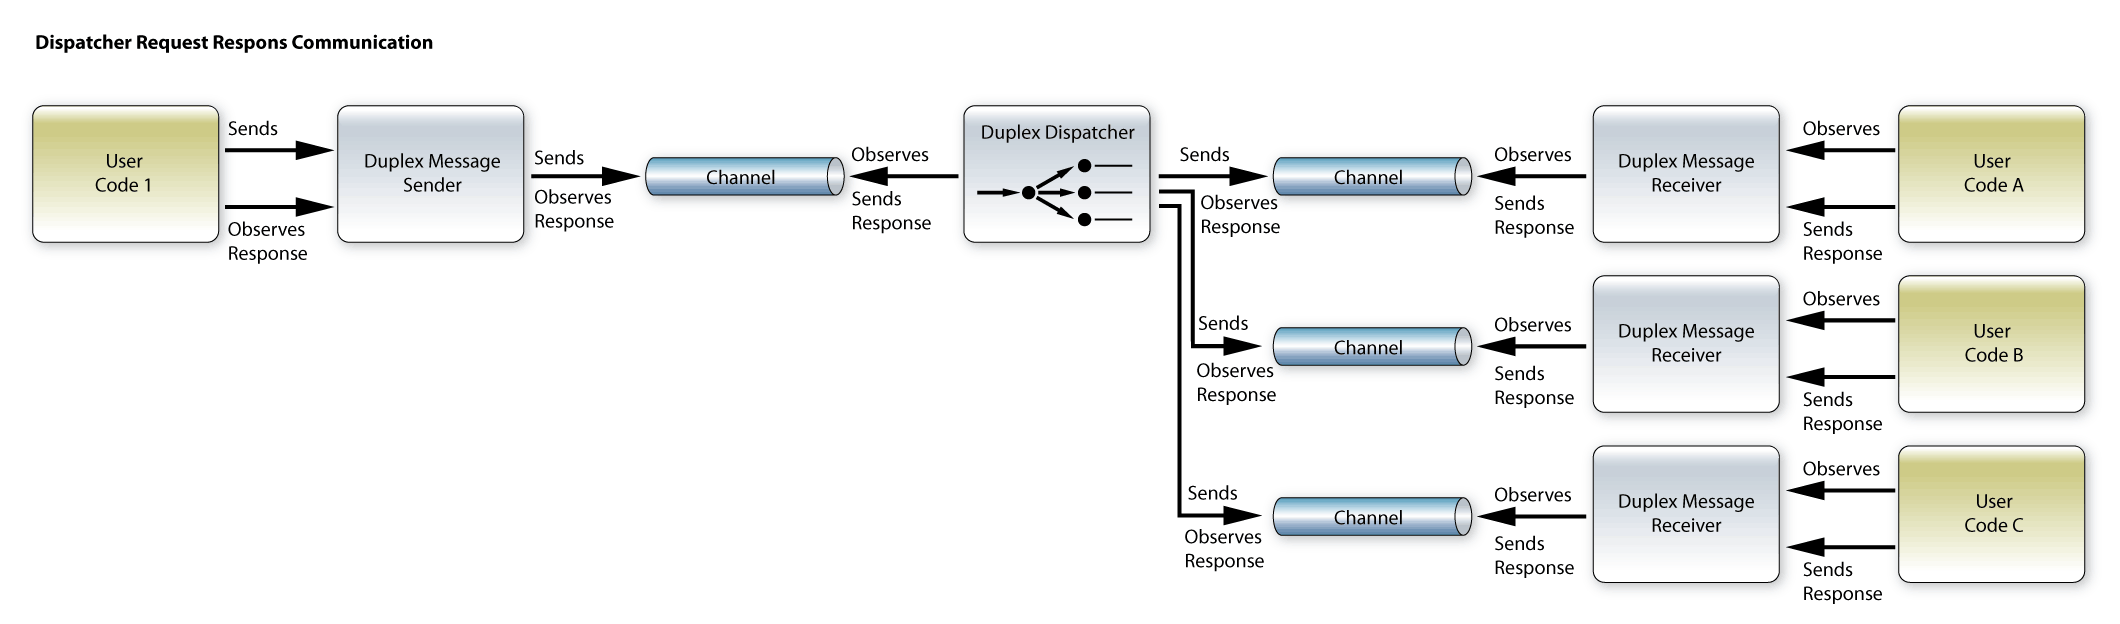 Dispatcher Request Respons Communication
User
Code 1
Sends
Observes
Response
Duplex Message
Sender
Sends
Observes
Response
Channel
Observes
Sends
Response
Duplex Dispatcher
Sends
Observes
Response
Channel
Observes
Sends
Response
Duplex Message
Receiver
Observes
Sends
Response
User
Code A
Sends
Observes
Response
Channel
Observes
Sends
Response
Duplex Message
Receiver
Observes
Sends
Response
User
Code B
Sends
Observes
Response
Channel
Observes
Sends
Response
Duplex Message
Receiver
Observes
Sends
Response
User
Code C